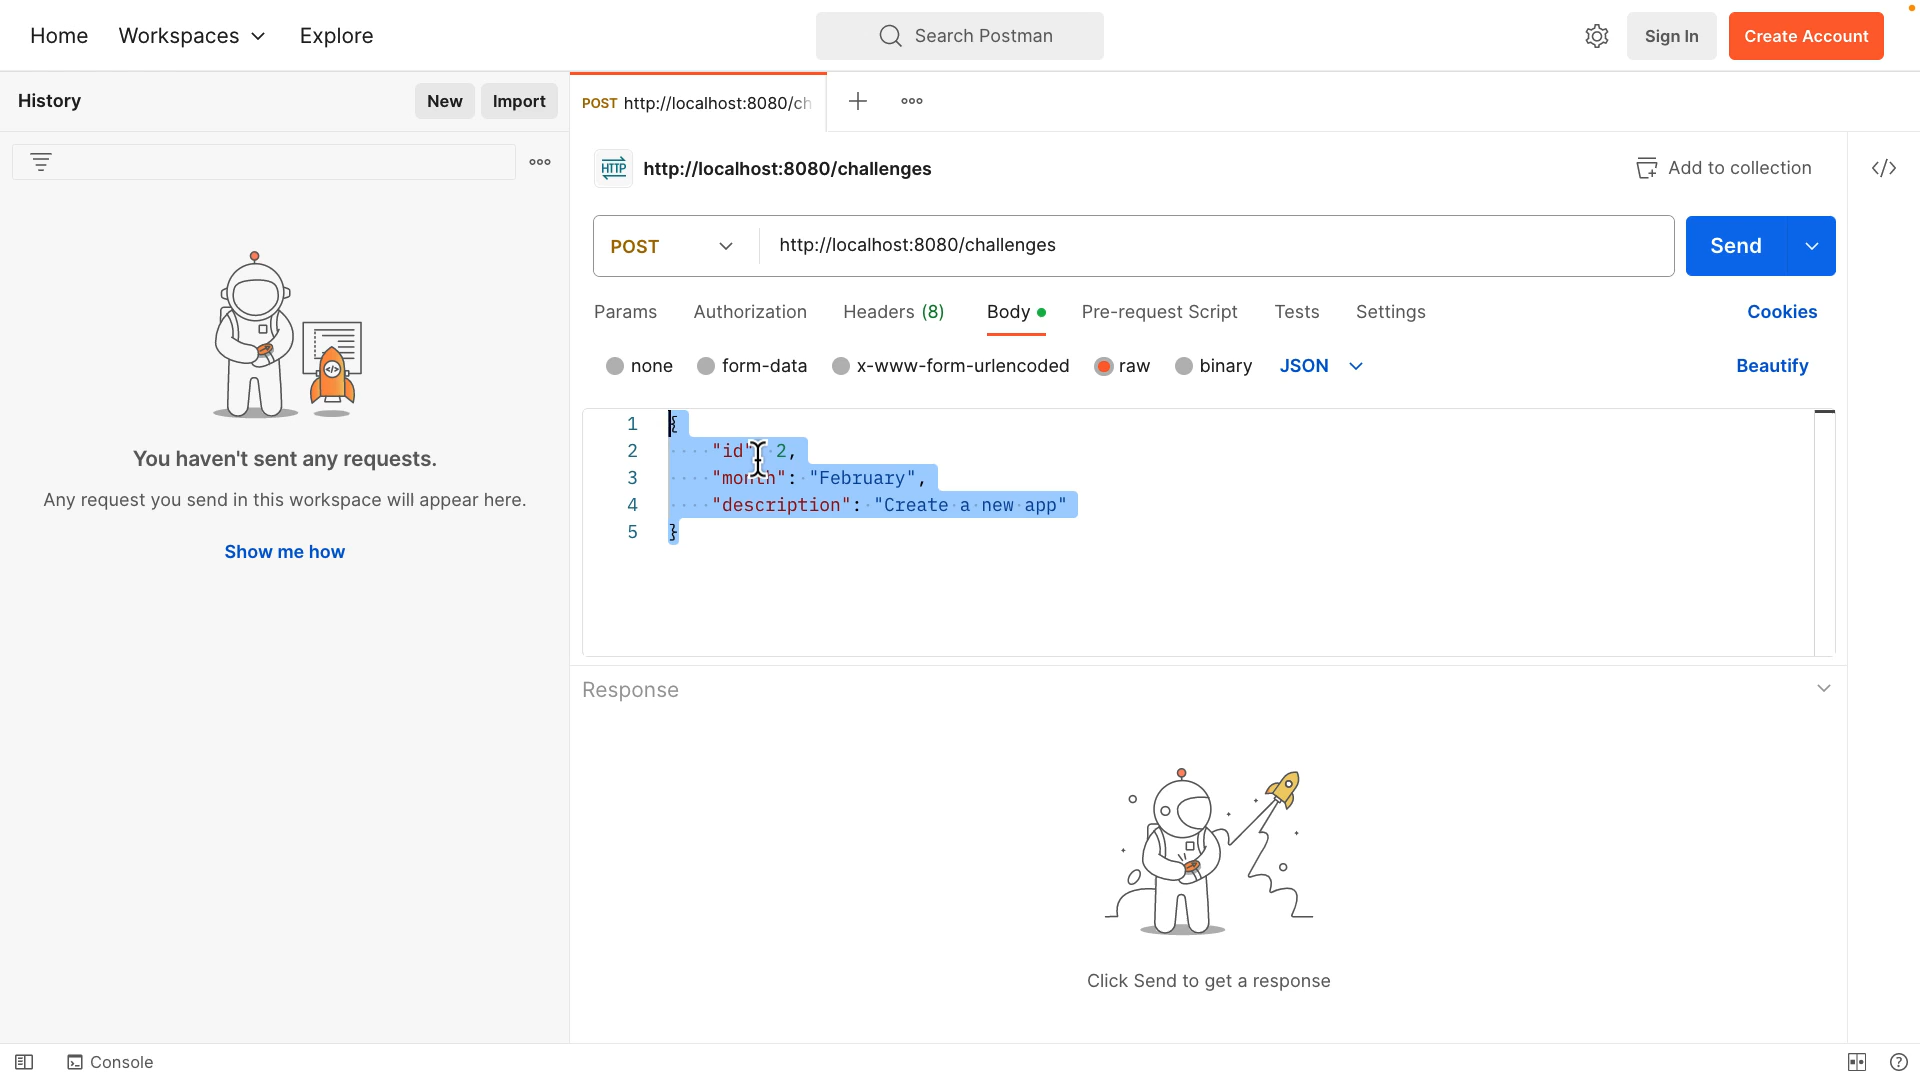 Home Workspaces Explore Search Postman Sign In Create Account
History New Import
POST http://localhost:8080/ch
HTTP http://localhost:8080/challenges Add to collection </>
POST http://localhost:8080/challenges Send
Params Authorization Headers (8) Body Pre-request Script Tests Settings Cookies
none form-data x-www-form-urlencoded raw binary JSON Beautify
1 {
2 "id": 2,
3 "month": "February",
4 "description": "Create a new app"
5 }
You haven't sent any requests.
Any request you send in this workspace will appear here.
Show me how
Response
Click Send to get a response
Console